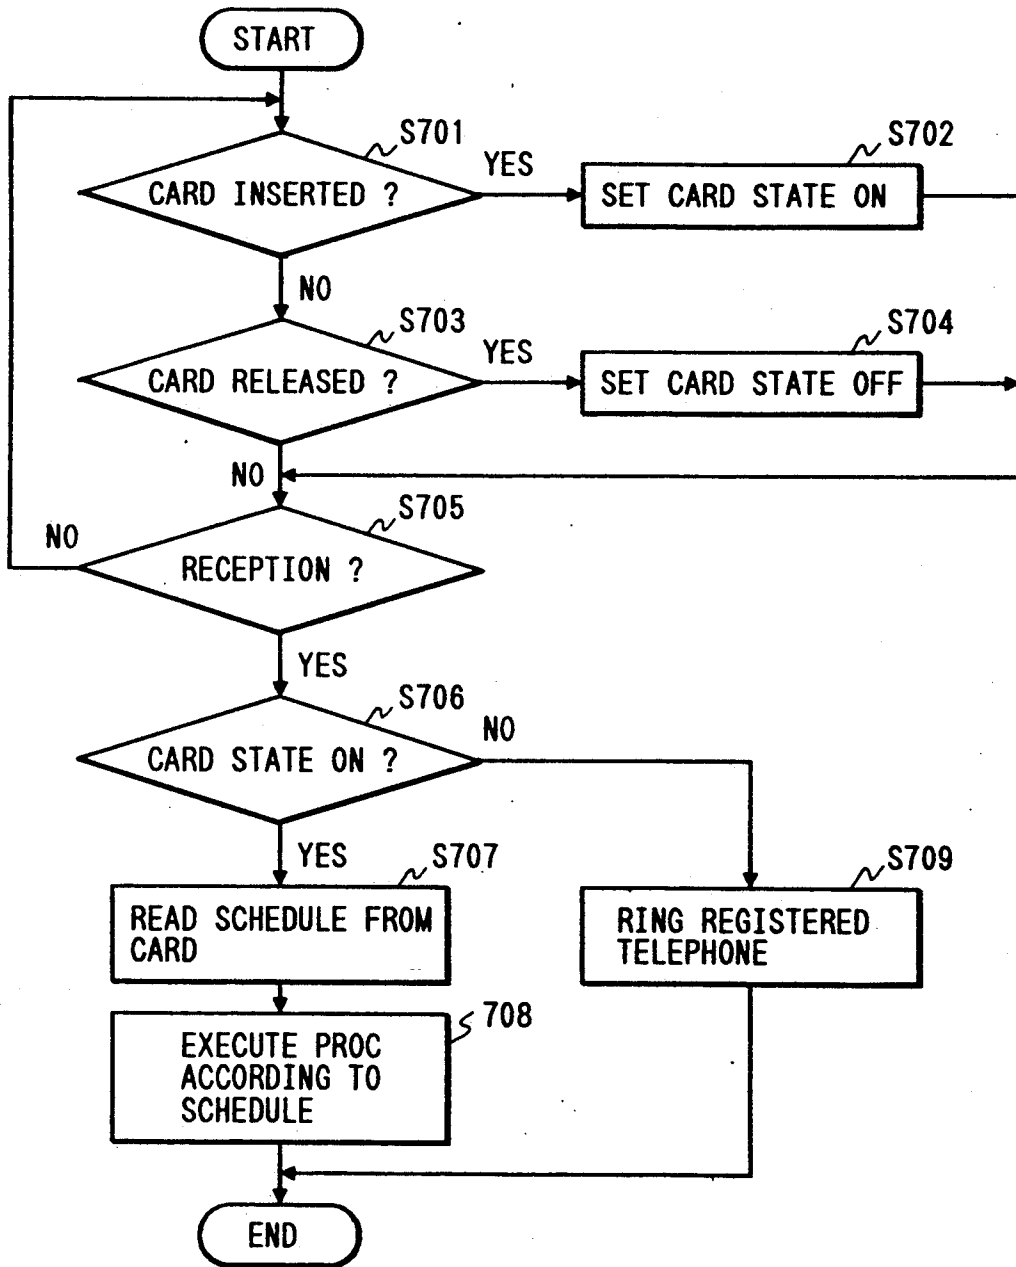 START
S701
CARD INSERTED ?
YES
S702
SET CARD STATE ON
NO
S703
CARD RELEASED ?
YES
S704
SET CARD STATE OFF
NO
S705
NO
RECEPTION ?
YES
S706
CARD STATE ON ?
NO
YES
S707
READ SCHEDULE FROM
CARD
S709
RING REGISTERED
TELEPHONE
708
EXECUTE PROC
ACCORDING TO
SCHEDULE
END